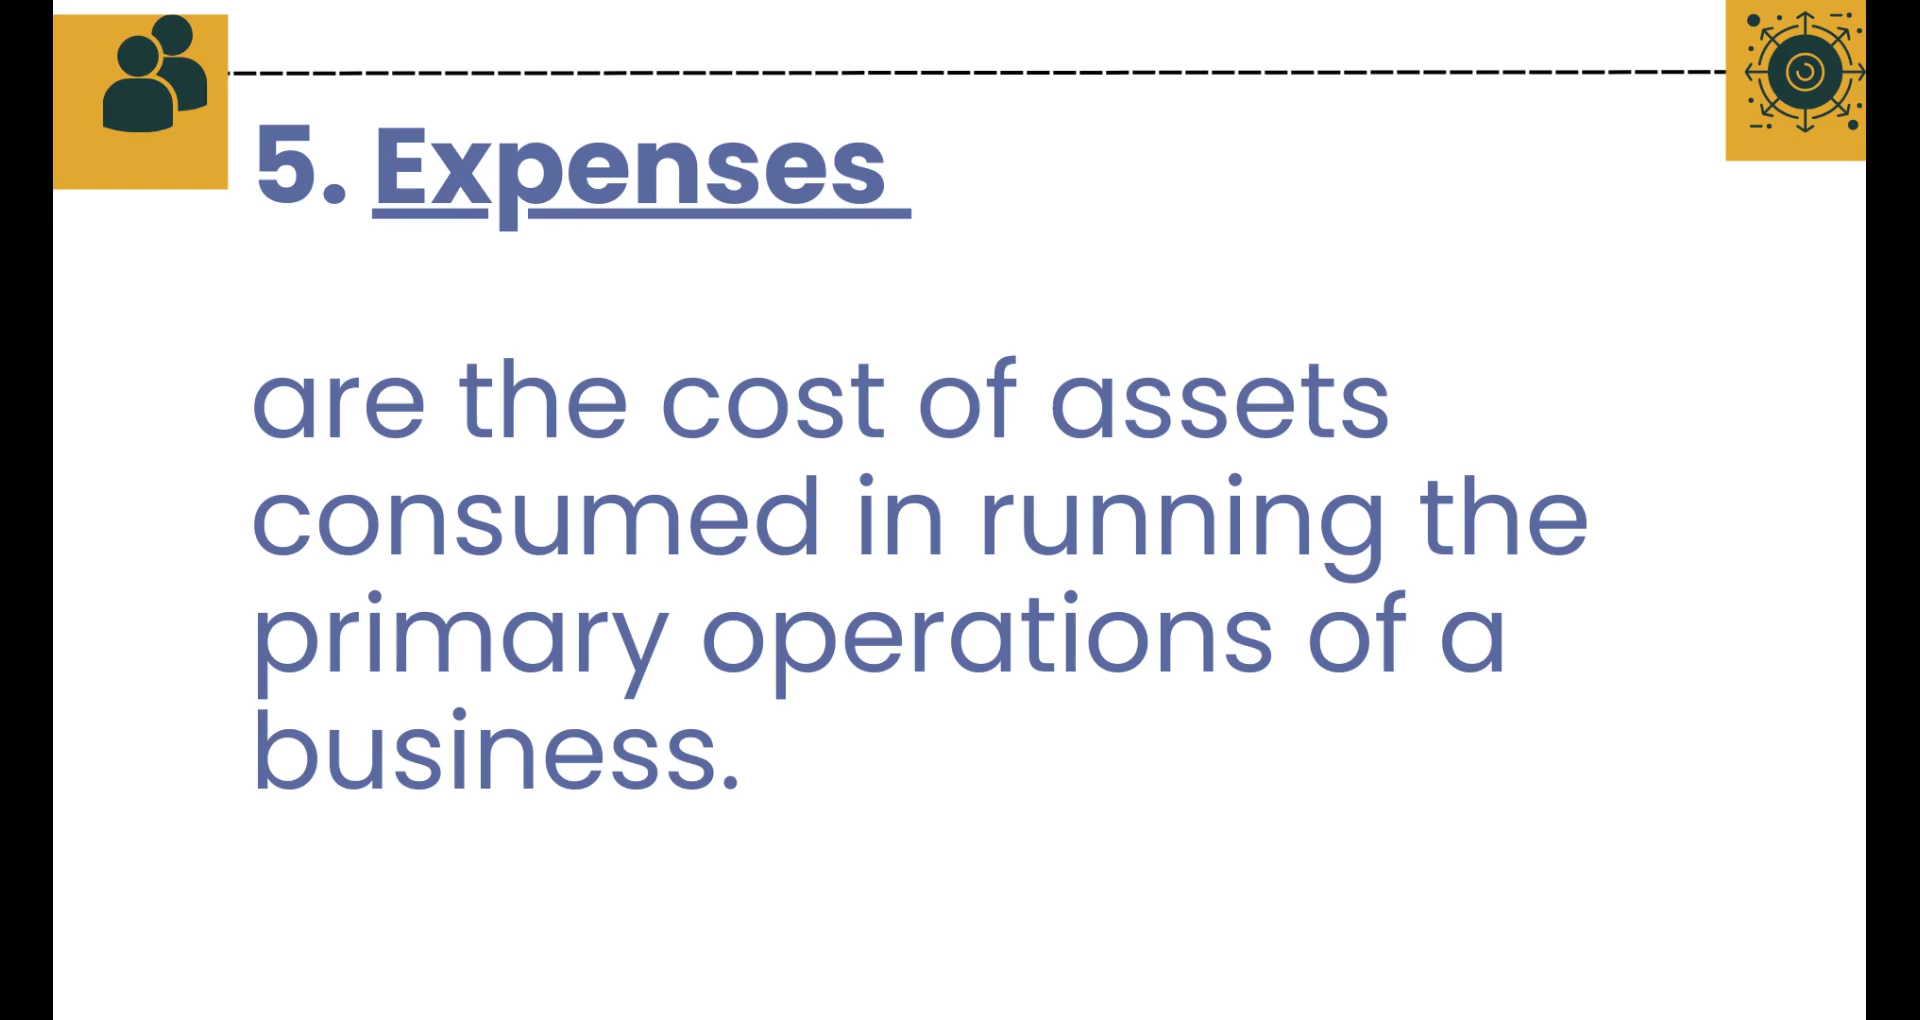 5. Expenses
are the cost of assets
consumed in running the
primary operations of a
business.